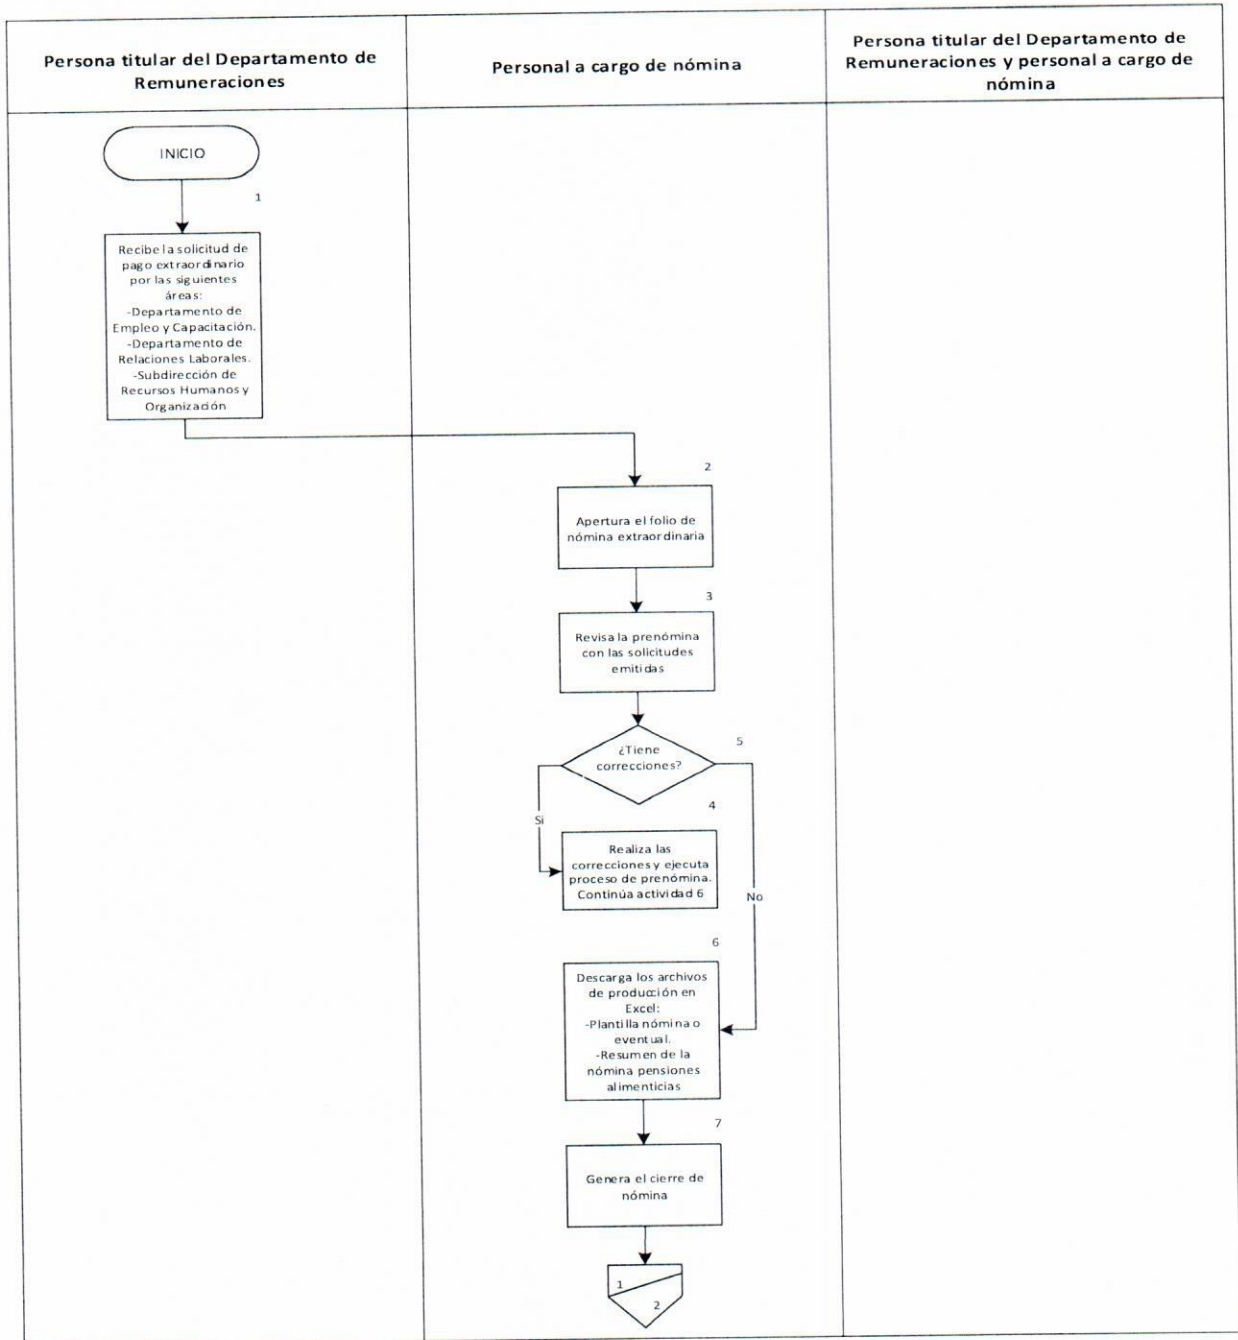 Persona titular del Departamento de
Remuneraciones
Personal a cargo de nómina
Persona titular del Departamento de
Remuneraciones y personal a cargo de
nómina
INICIO
1
Recibe la solicitud de
pago extraordinario
por las siguientes
áreas:
-Departamento de
Empleo y Capacitación.
-Departamento de
Relaciones Laborales.
-Subdirección de
Recursos Humanos y
Organización
2
Apertura el folio de
nómina extraordinaria
3
Revisa la prenómina
con las solicitudes
emitidas
¿Tiene
correcciones?
5
Si
4
Realiza las
correcciones y ejecuta
proceso de prenómina.
Continúa actividad 6
No
6
Descarga los archivos
de producción en
Excel:
-Plantilla nómina o
eventual.
-Resumen de la
nómina pensiones
alimenticias
7
Genera el cierre de
nómina
1
2